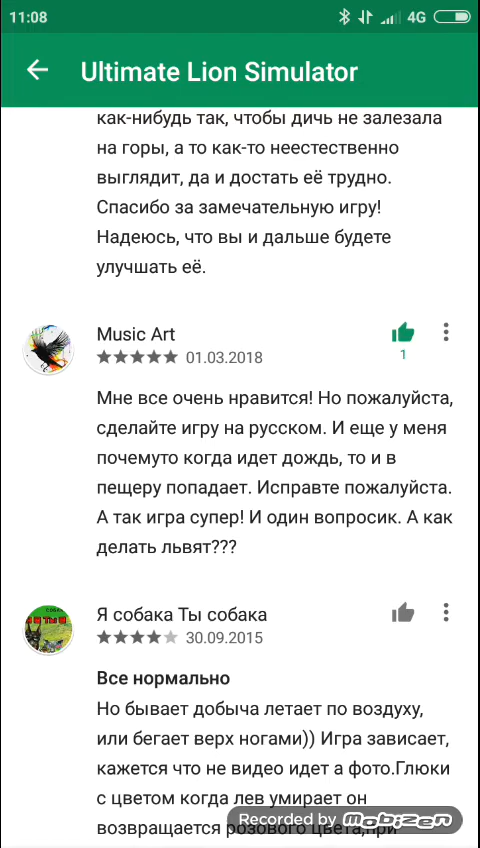 11:08
4G
Ultimate Lion Simulator
как-нибудь так, чтобы дичь не залезала
на горы, а то как-то неестественно
выглядит, да и достать её трудно.
Спасибо за замечательную игру!
Надеюсь, что вы и дальше будете
улучшать её.
Music Art
01.03.2018
1
Мне все очень нравится! Но пожалуйста,
сделайте игру на русском. И еще у меня
почемуто когда идет дождь, то и в
пещеру попадает. Исправте пожалуйста.
А так игра супер! И один вопросик. А как
делать львят???
Я собака Ты собака
30.09.2015
Все нормально
Но бывает добыча летает по воздуху,
или бегает верх ногами)) Игра зависает,
кажется что не видео идет а фото.Глюки
с цветом когда лев умирает он
возвращается розового цвета,при
Recorded by mobizen